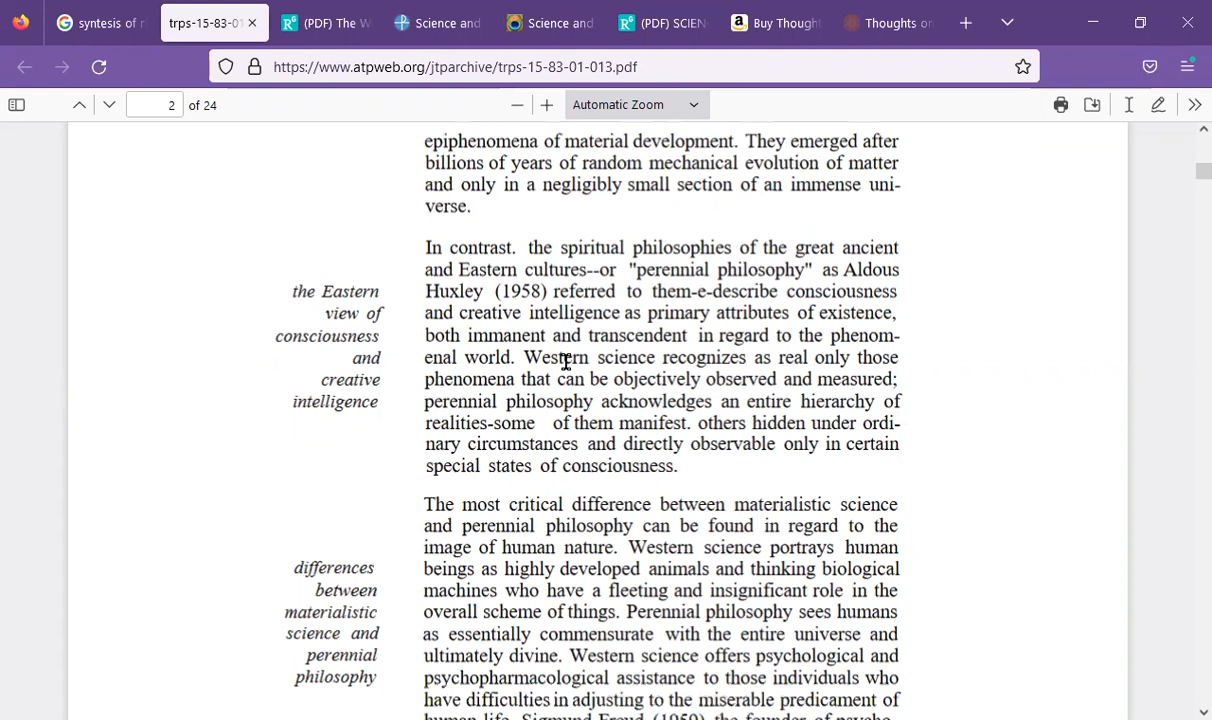 syntesis of r
trps-15-83-01
(PDF) The W
Science and
Science and
(PDF) SCIEN
Buy Though
Thoughts on
https://www.atpweb.org/jtparchive/trps-15-83-01-013.pdf
2 of 24
Automatic Zoom
epiphenomena of material development. They emerged after
billions of years of random mechanical evolution of matter
and only in a negligibly small section of an immense uni-
verse.
In contrast. the spiritual philosophies of the great ancient
and Eastern cultures--or "perennial philosophy" as Aldous
Huxley (1958) referred to them-e-describe consciousness
and creative intelligence as primary attributes of existence,
both immanent and transcendent in regard to the phenom-
enal world. Western science recognizes as real only those
phenomena that can be objectively observed and measured;
perennial philosophy acknowledges an entire hierarchy of
realities-some of them manifest. others hidden under ordi-
nary circumstances and directly observable only in certain
special states of consciousness.
the Eastern
view of
consciousness
and
creative
intelligence
The most critical difference between materialistic science
and perennial philosophy can be found in regard to the
image of human nature. Western science portrays human
beings as highly developed animals and thinking biological
machines who have a fleeting and insignificant role in the
overall scheme of things. Perennial philosophy sees humans
as essentially commensurate with the entire universe and
ultimately divine. Western science offers psychological and
psychopharmacological assistance to those individuals who
have difficulties in adjusting to the miserable predicament of
human life. Sigmund Freud (1959), the founder of psycho-
differences
between
materialistic
science and
perennial
philosophy